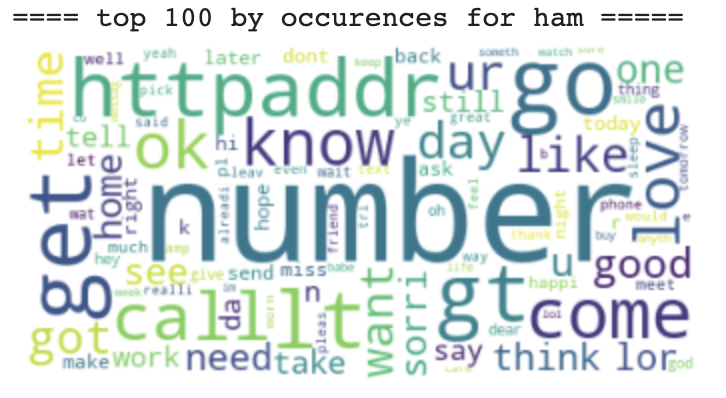 ==== top 100 by occurences for ham =====
well yeah later dont keep back someth watch sure
time httpaddr ur go one
pick still thing smile
co said ye great today
tell ok hi know day like love
let pl leav even wait text ask b sleep tomorrow
get home right number
mat k alreadi hope friend tri oh feel night phone r would e
much amp thank buy anyth
hey see give send miss babe way life u good
week realli im n want sorri gt happi meet
call da morn lt come lol
got pleas dear
make work need take say care think lor god